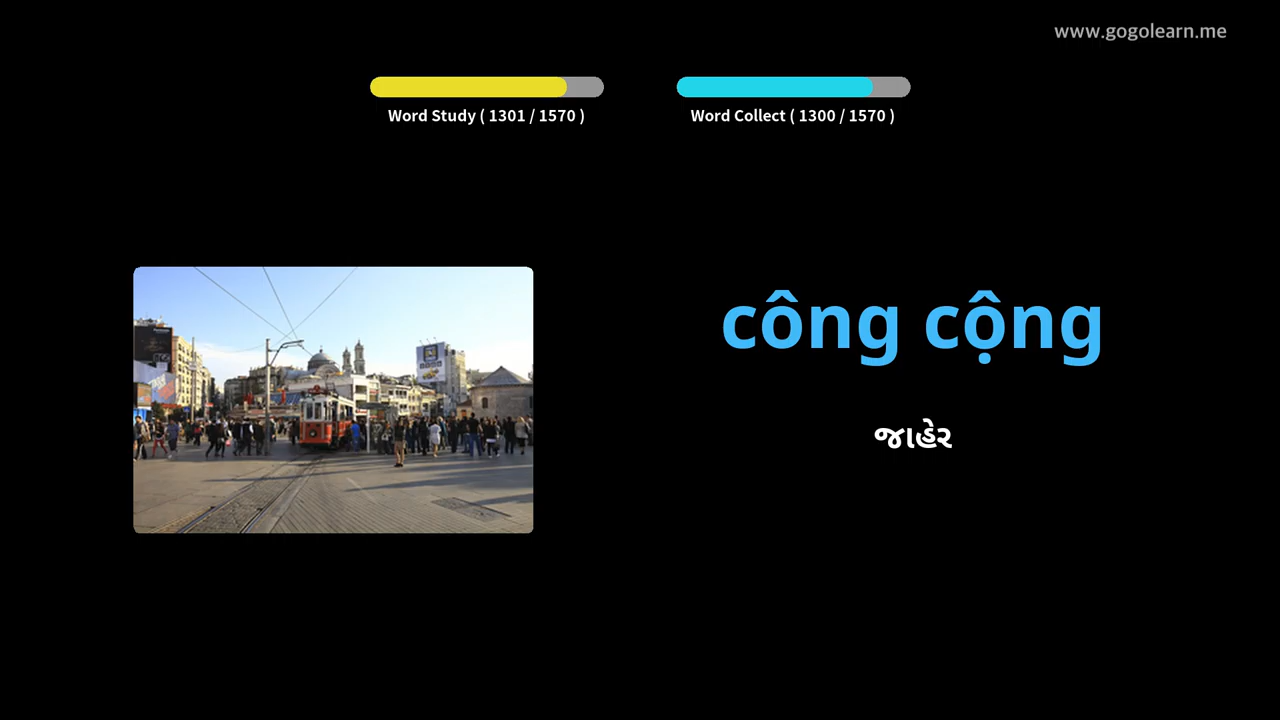 www.gogolearn.me
Word Study ( 1301 / 1570 )
Word Collect ( 1300 / 1570 )
công cộng
જાહેર